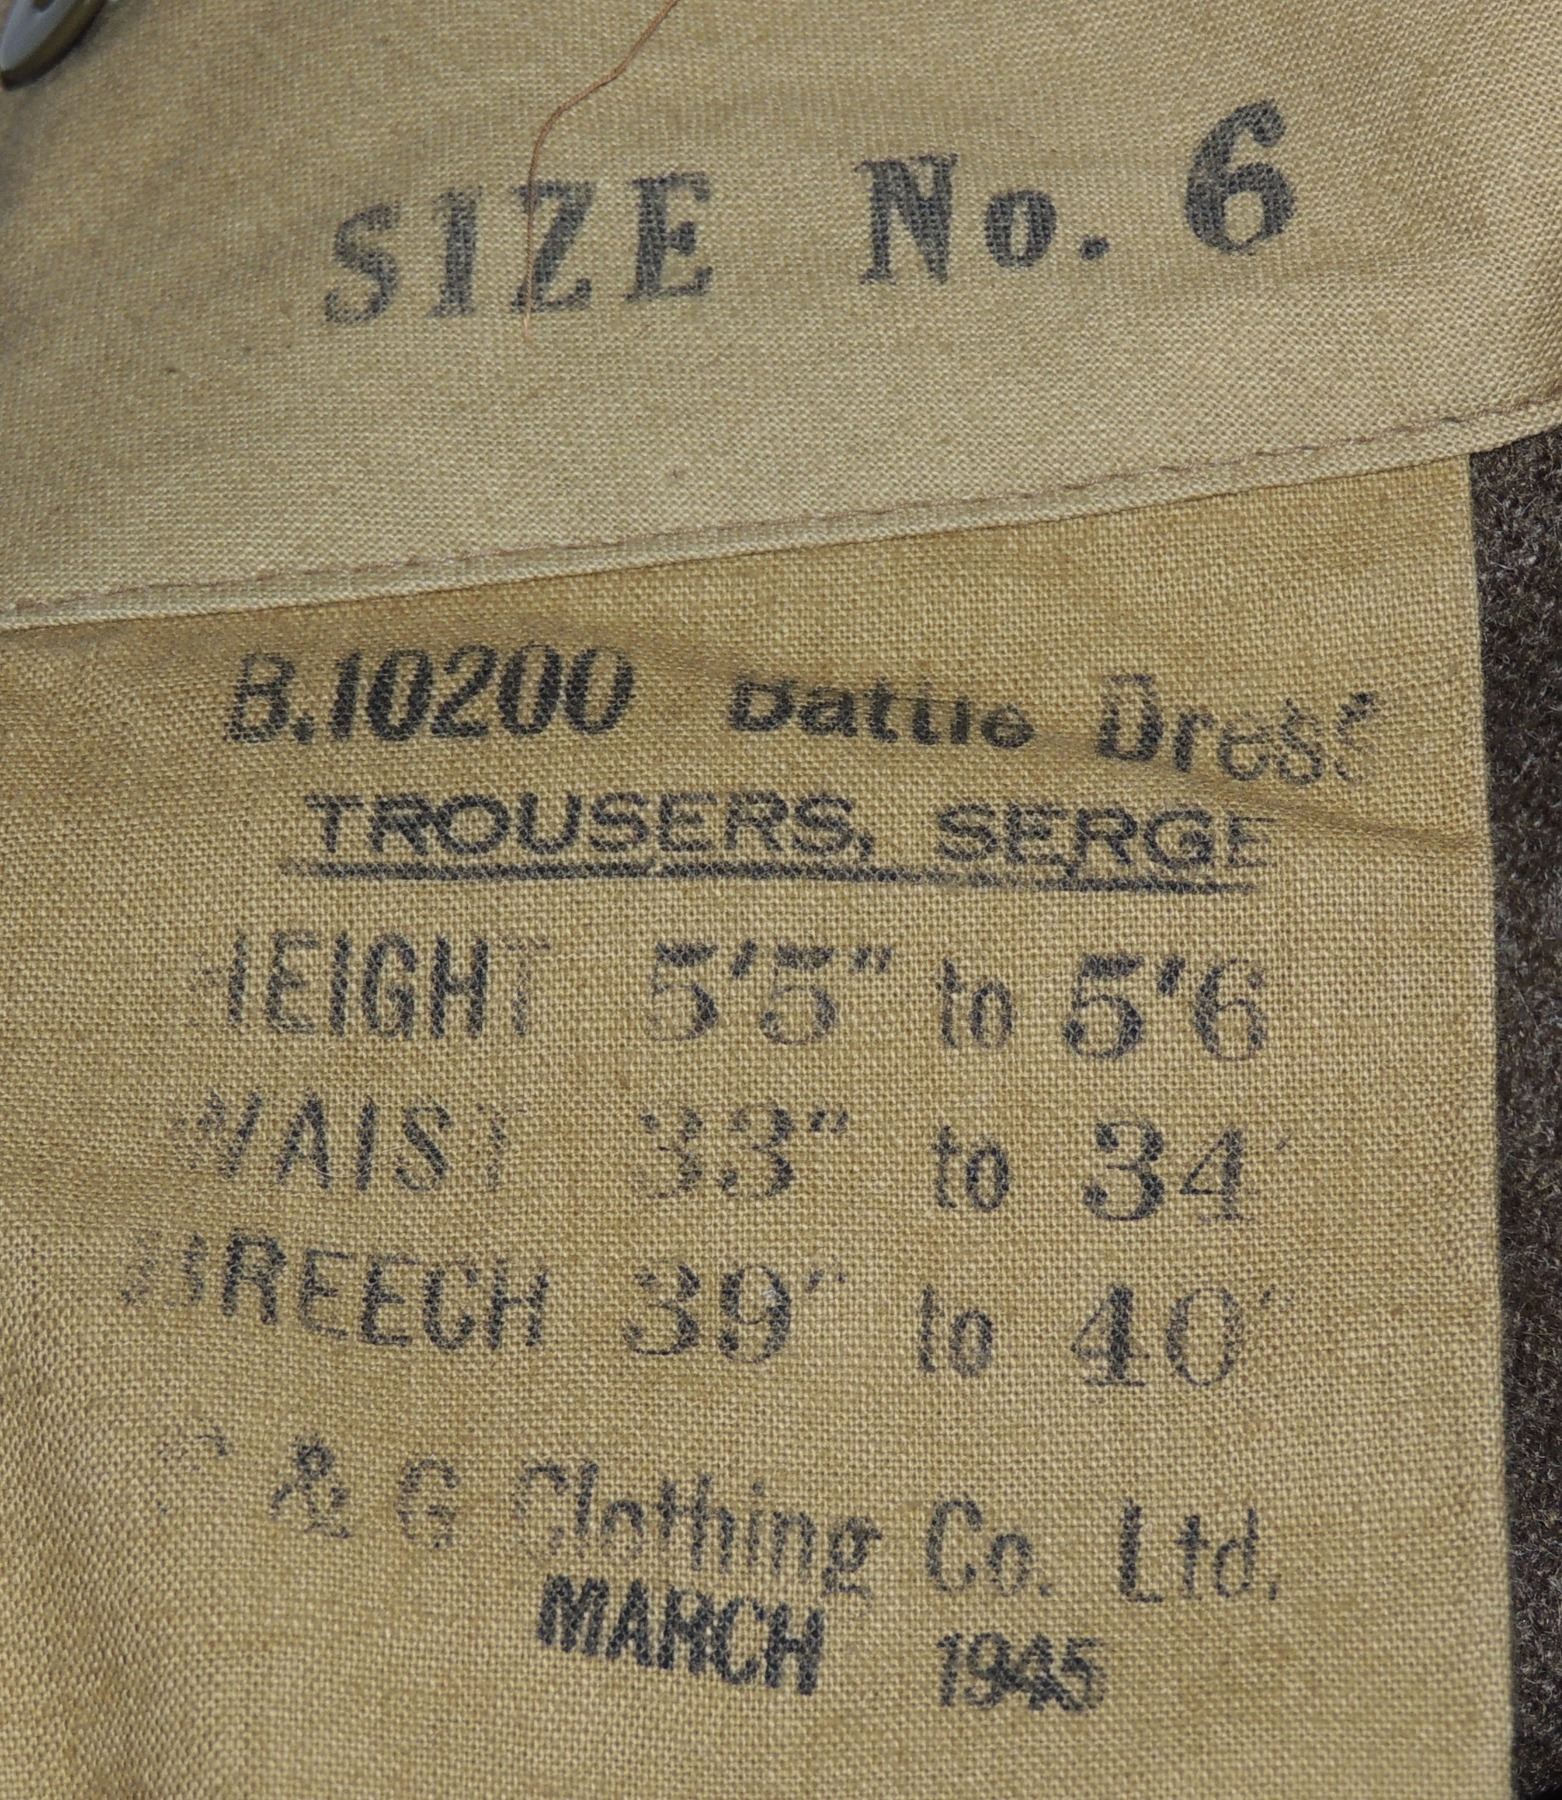 SIZE No. 6
B.10200 Battle Dress
TROUSERS, SERGE
HEIGHT 5'5" to 5'6
WAIST 33" to 34'
BREECH 39" to 40'
& G Clothing Co. Ltd.
MARCH 1945